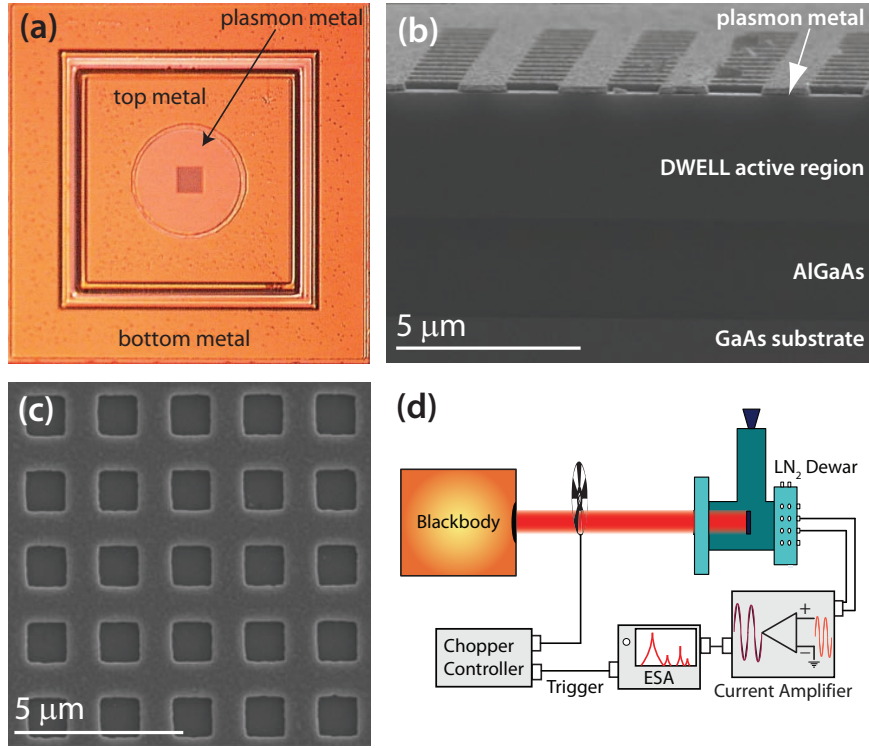 (a)
plasmon metal
top metal
bottom metal
(b)
plasmon metal
DWELL active region
AlGaAs
5 μm
GaAs substrate
(c)
5 μm
(d)
LN2 Dewar
Blackbody
Chopper
Controller
Trigger
ESA
+
−
Current Amplifier